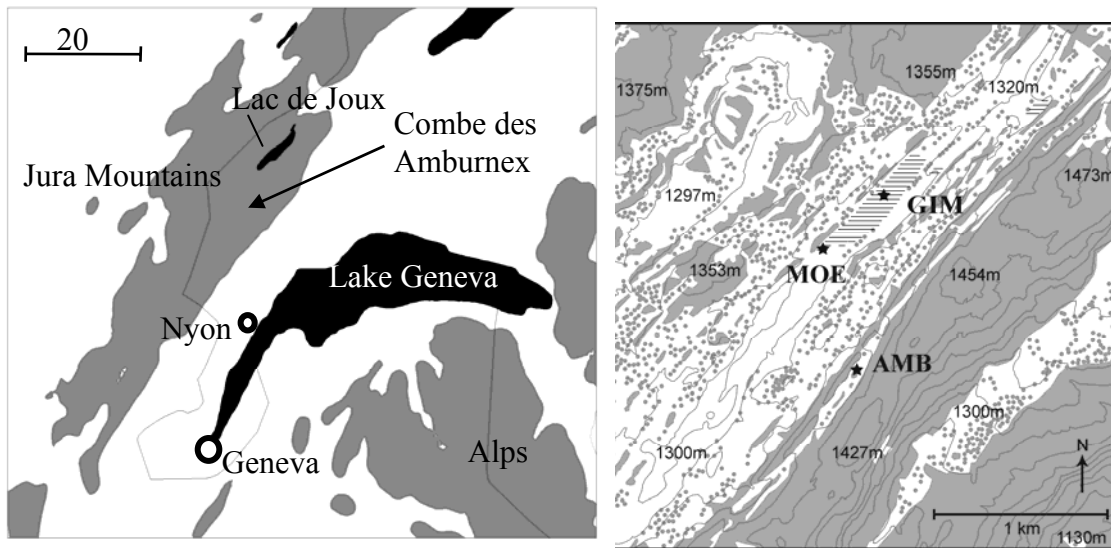 20
Lac de Joux
Combe des
Amburnex
Jura Mountains
Lake Geneva
Nyon
Geneva
Alps
1375m
1355m
1320m
1473m
GIM
1297m
MOE
1353m
1454m
AMB
1300m
1300m
1427m
N
1 km
1130m